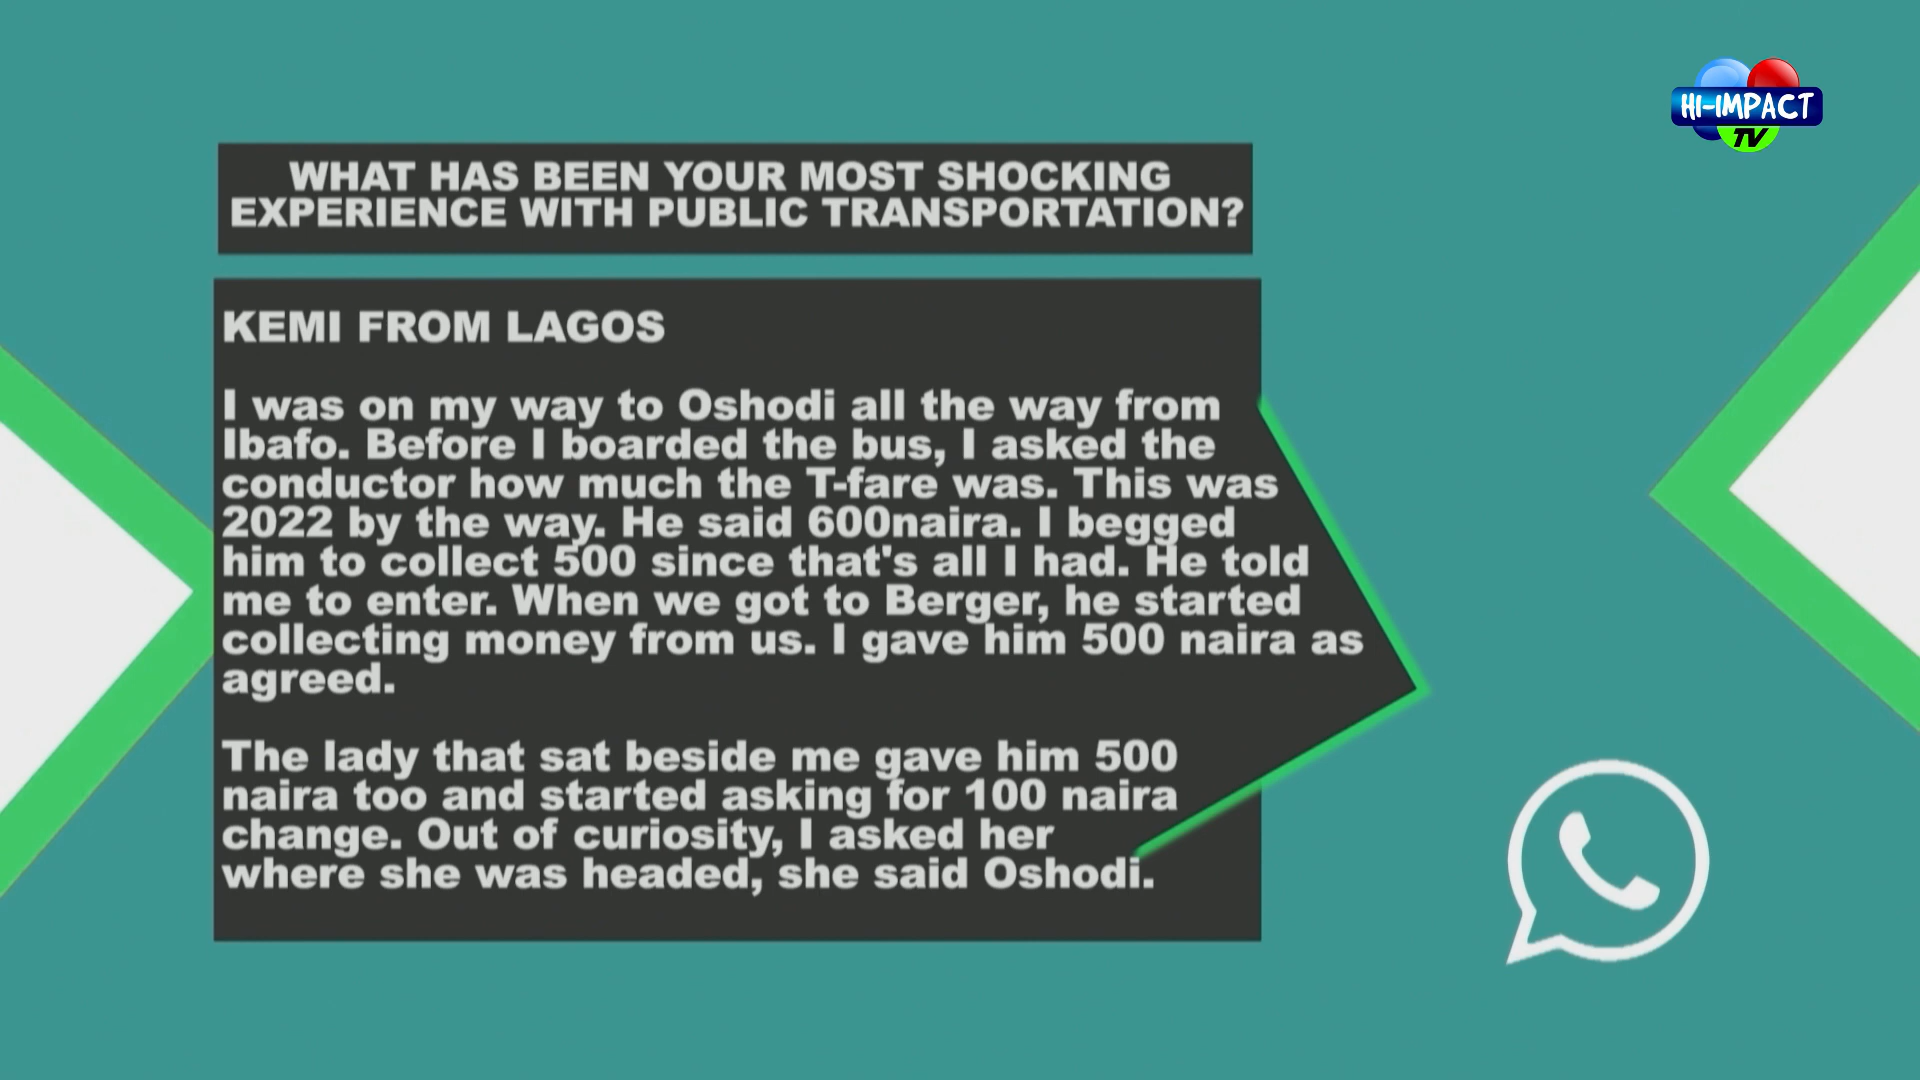 HI-IMPACT
TV
WHAT HAS BEEN YOUR MOST SHOCKING
EXPERIENCE WITH PUBLIC TRANSPORTATION?
KEMI FROM LAGOS
I was on my way to Oshodi all the way from
Ibafo. Before I boarded the bus, I asked the
conductor how much the T-fare was. This was
2022 by the way. He said 600naira. I begged
him to collect 500 since that's all I had. He told
me to enter. When we got to Berger, he started
collecting money from us. I gave him 500 naira as
agreed.
The lady that sat beside me gave him 500
naira too and started asking for 100 naira
change. Out of curiosity, I asked her
where she was headed, she said Oshodi.